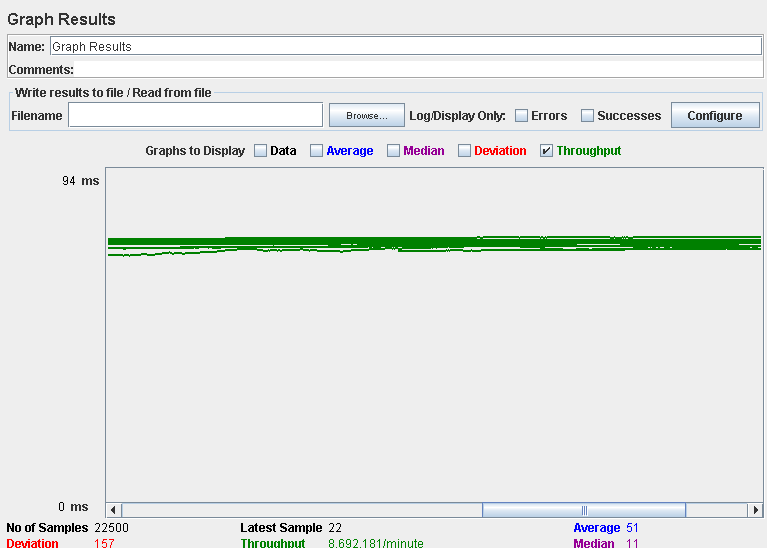 Graph Results
Name: Graph Results
Comments:
Write results to file / Read from file
Filename Browse... Log/Display Only: Errors Successes Configure
Graphs to Display Data Average Median Deviation Throughput
94 ms
0 ms
No of Samples 22500 Latest Sample 22 Average 51
Deviation 157 Throughput 8,692.181/minute Median 11